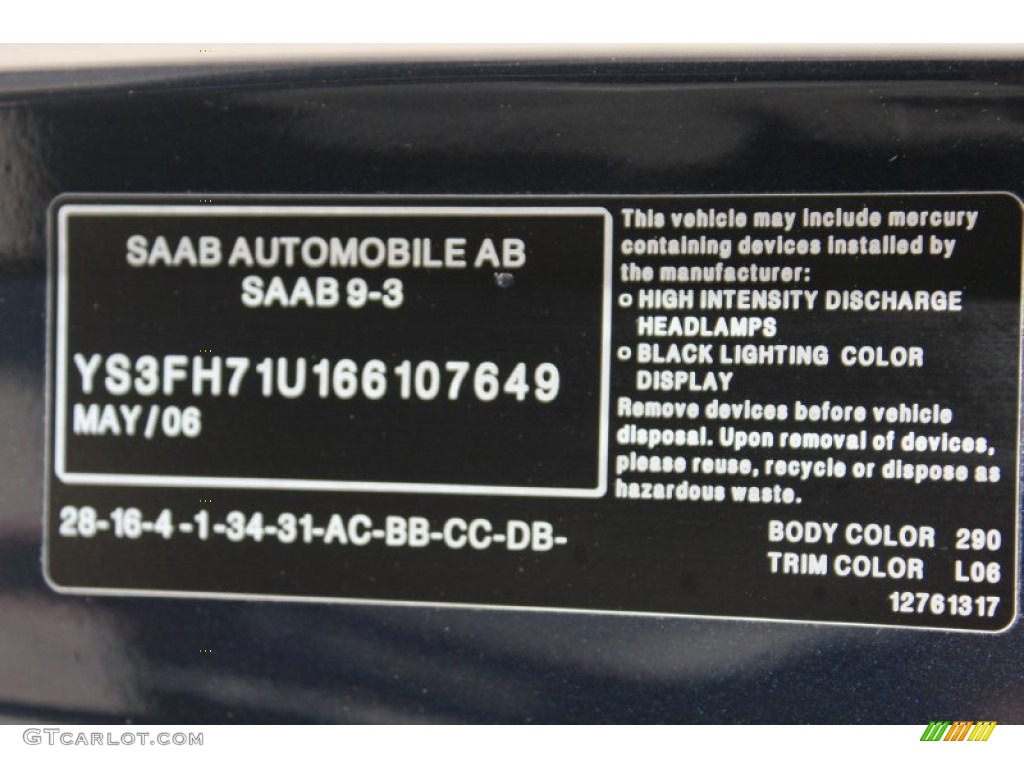 SAAB AUTOMOBILE AB
SAAB 9-3
YS3FH71U166107649
MAY/06
28-16-4-1-34-31-AC-BB-CC-DB-
This vehicle may include mercury
containing devices installed by
the manufacturer:
o HIGH INTENSITY DISCHARGE
HEADLAMPS
o BLACK LIGHTING COLOR
DISPLAY
Remove devices before vehicle
disposal. Upon removal of devices,
please reuse, recycle or dispose as
hazardous waste.
BODY COLOR 290
TRIM COLOR L06
12761317
GTCarLot.com